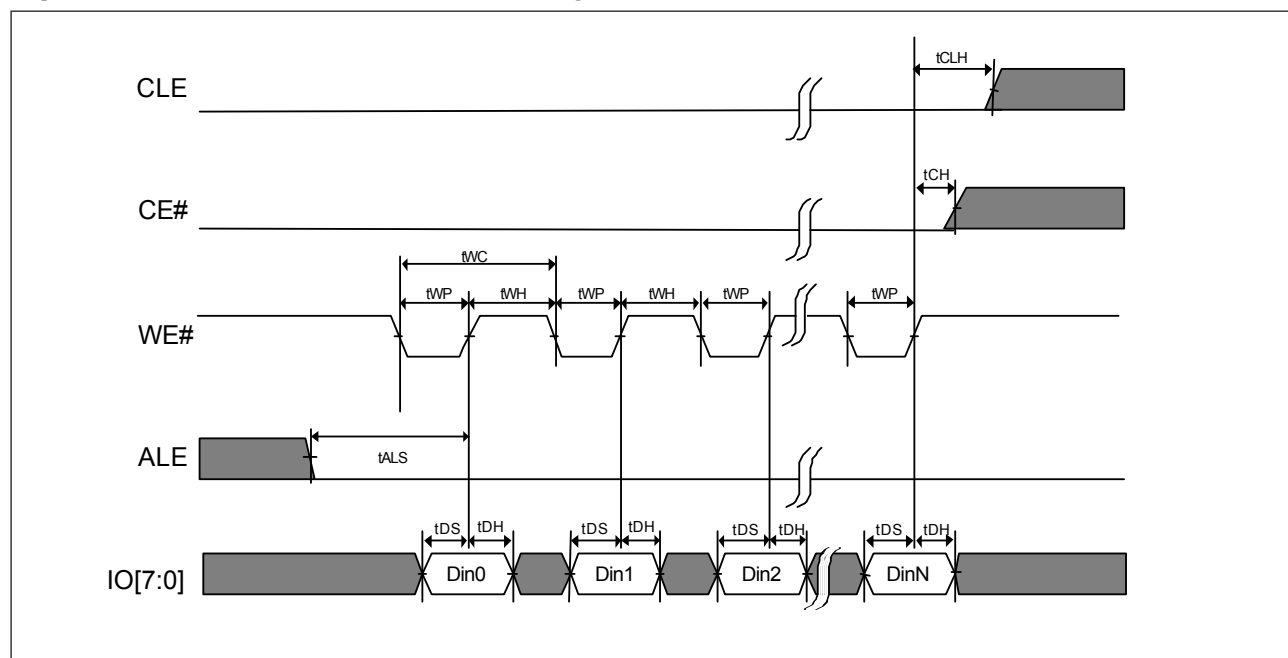 tCLH
CLE
tCH
CE#
tWC
tWP tWH tWP tWH tWP tWP
WE#
ALE
tALS
tDS tDH tDS tDH tDS tDH tDS tDH
IO[7:0] Din0 Din1 Din2 DinN